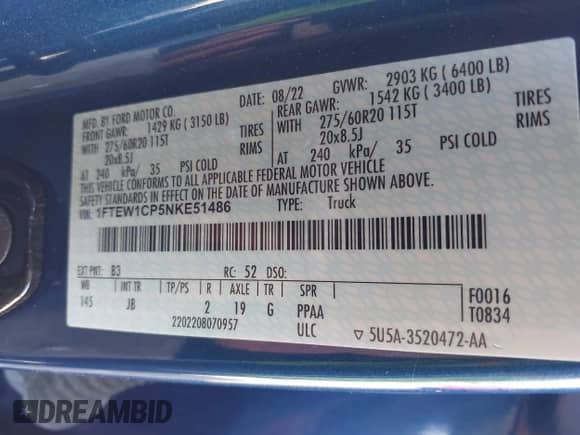 MFD. BY FORD MOTOR CO.
DATE: 08/22 GVWR: 2903 KG ( 6400 LB)
FRONT GAWR: 1429 KG ( 3150 LB) REAR GAWR: 1542 KG ( 3400 LB)
WITH 275/60R20 115T TIRES WITH 275/60R20 115T TIRES
20x8.5J RIMS 20x8.5J RIMS
AT 240 kPa/ 35 PSI COLD AT 240 kPa/ 35 PSI COLD
THIS VEHICLE CONFORMS TO ALL APPLICABLE FEDERAL MOTOR VEHICLE
SAFETY STANDARDS IN EFFECT ON THE DATE OF MANUFACTURE SHOWN ABOVE.
VIN: 1FTEW1CP5NKE51486 TYPE: Truck
EXT PNT: B3 RC: 52 DSO:
WB INT TR TP/PS R AXLE TR SPR F0016
145 JB 2 19 G PPAA T0834
2202208070957 ULC ▽ 5U5A-3520472-AA
DREAMBID